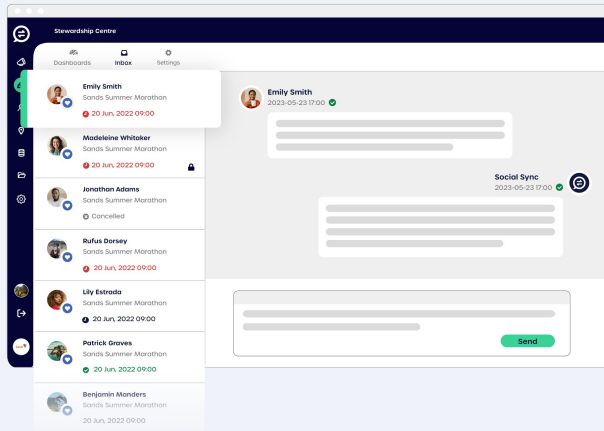 Stewardship Centre
Dashboards
Inbox
Settings
Emily Smith
Sands Summer Marathon
20 Jun, 2022 09:00
Madeleine Whitaker
Sands Summer Marathon
20 Jun, 2022 09:00
Jonathan Adams
Sands Summer Marathon
Cancelled
Rufus Dorsey
Sands Summer Marathon
20 Jun, 2022 09:00
Lily Estrada
Sands Summer Marathon
20 Jun, 2022 09:00
Patrick Graves
Sands Summer Marathon
20 Jun, 2022 09:00
Benjamin Manders
Sands Summer Marathon
20 Jun, 2022 09:00
Emily Smith
2023-05-23 17:00
Social Sync
2023-05-23 17:00
Send